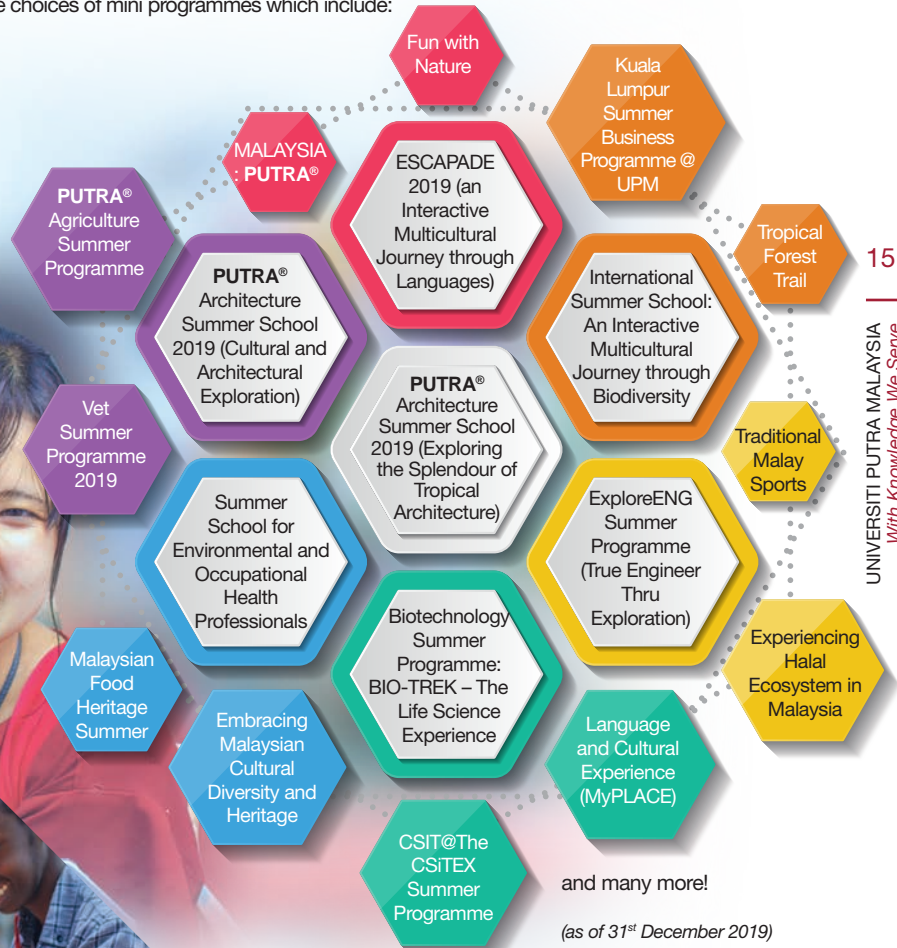 e choices of mini programmes which include:
Fun with
Nature
Kuala
Lumpur
Summer
Business
Programme @
UPM
MALAYSIA
: PUTRA®
ESCAPADE
2019 (an
Interactive
Multicultural
Journey through
Languages)
PUTRA®
Agriculture
Summer
Programme
Tropical
Forest
Trail
PUTRA®
Architecture
Summer School
2019 (Cultural and
Architectural
Exploration)
International
Summer School:
An Interactive
Multicultural
Journey through
Biodiversity
PUTRA®
Architecture
Summer School
2019 (Exploring
the Splendour of
Tropical
Architecture)
Vet
Summer
Programme
2019
Traditional
Malay
Sports
Summer
School for
Environmental and
Occupational
Health
Professionals
ExploreENG
Summer
Programme
(True Engineer
Thru
Exploration)
Biotechnology
Summer
Programme:
BIO-TREK – The
Life Science
Experience
Malaysian
Food
Heritage
Summer
Experiencing
Halal
Ecosystem in
Malaysia
Embracing
Malaysian
Cultural
Diversity and
Heritage
Language
and Cultural
Experience
(MyPLACE)
CSIT@The
CSiTEX
Summer
Programme
and many more!
(as of 31st December 2019)
15
UNIVERSITI PUTRA MALAYSIA
With Knowledge We Serve